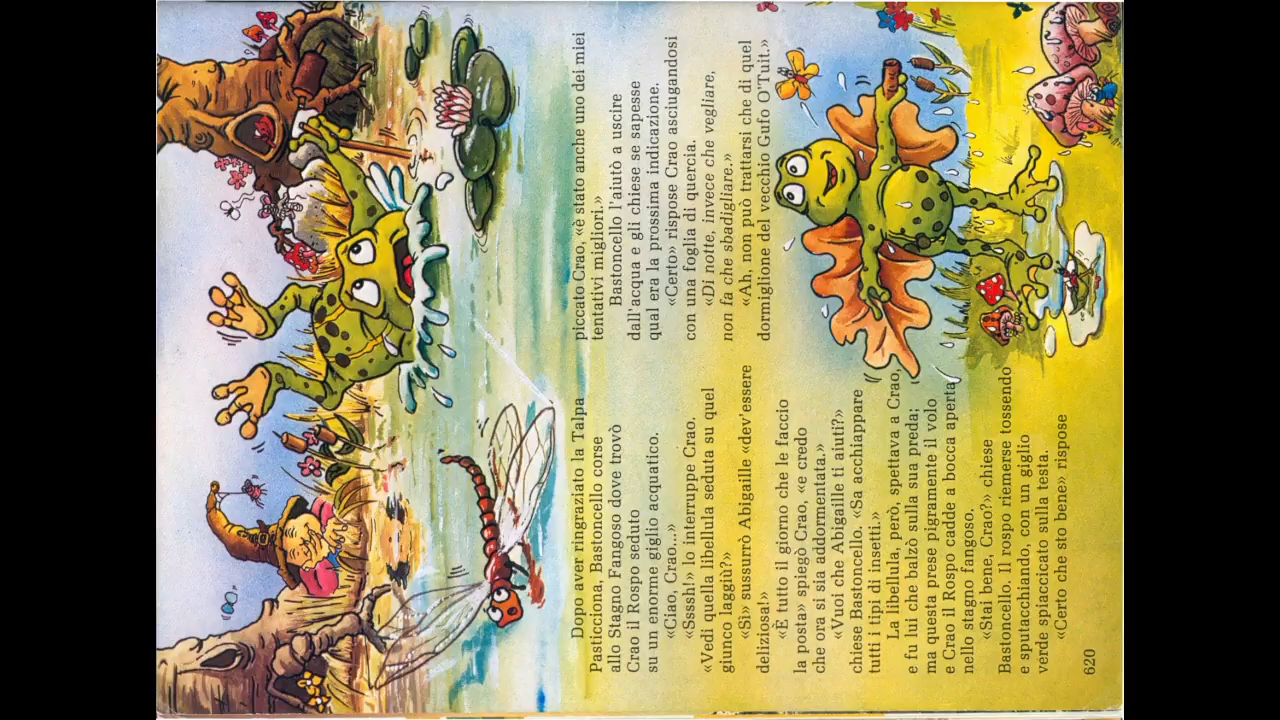 Dopo aver ringraziato la Talpa
Pasticciona, Bastoncello corse
allo Stagno Fangoso dove trovò
Crao il Rospo seduto
su un enorme giglio acquatico.
«Ciao, Crao....»
«Ssssh!» lo interruppe Crao.
«Vedi quella libellula seduta su quel
giunco laggiù?»
«Sì» sussurrò Abigaille «dev'essere
deliziosa!»
«È tutto il giorno che le faccio
la posta» spiegò Crao, «e credo
che ora si sia addormentata.»
«Vuoi che Abigaille ti aiuti?»
chiese Bastoncello. «Sa acchiappare
tutti i tipi di insetti.»
La libellula, però, spettava a Crao,
e fu lui che balzò sulla sua preda;
ma questa prese pigramente il volo
e Crao il Rospo cadde a bocca aperta
nello stagno fangoso.
«Stai bene, Crao?» chiese
Bastoncello. Il rospo riemerse tossendo
e sputacchiando, con un giglio
verde spiaccicato sulla testa.
«Certo che sto bene» rispose
piccato Crao, «è stato anche uno dei miei
tentativi migliori.»
Bastoncello l'aiutò a uscire
dall'acqua e gli chiese se sapesse
qual era la prossima indicazione.
«Certo» rispose Crao asciugandosi
con una foglia di quercia.
«Di notte, invece che vegliare,
non fa che sbadigliare.»
«Ah, non può trattarsi che di quel
dormiglione del vecchio Gufo O'Tuit.»
620